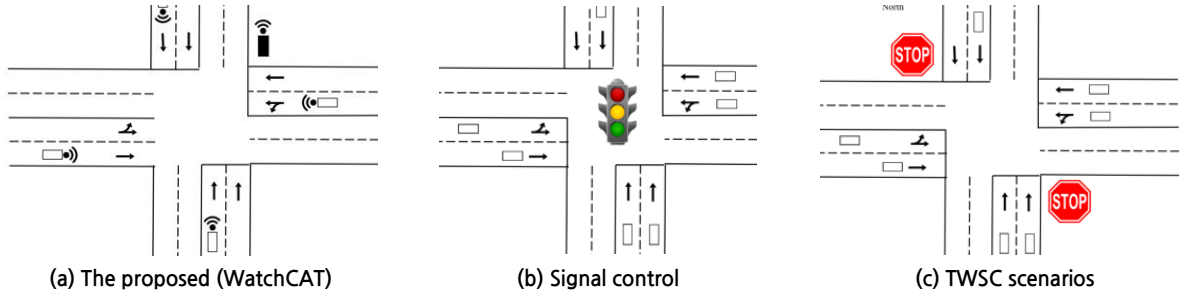 North
STOP
STOP
(a) The proposed (WatchCAT)
(b) Signal control
(c) TWSC scenarios